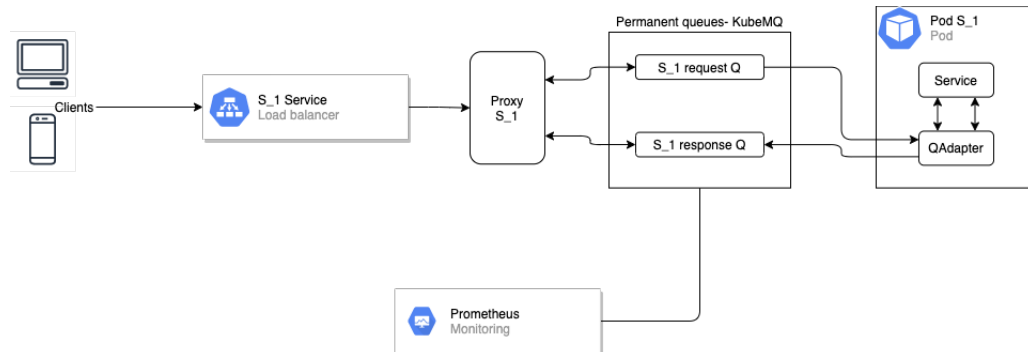 Permanent queues- KubeMQ
Pod S_1
Pod
S_1 request Q
Service
Clients
S_1 Service
Load balancer
Proxy
S_1
S_1 response Q
QAdapter
Prometheus
Monitoring